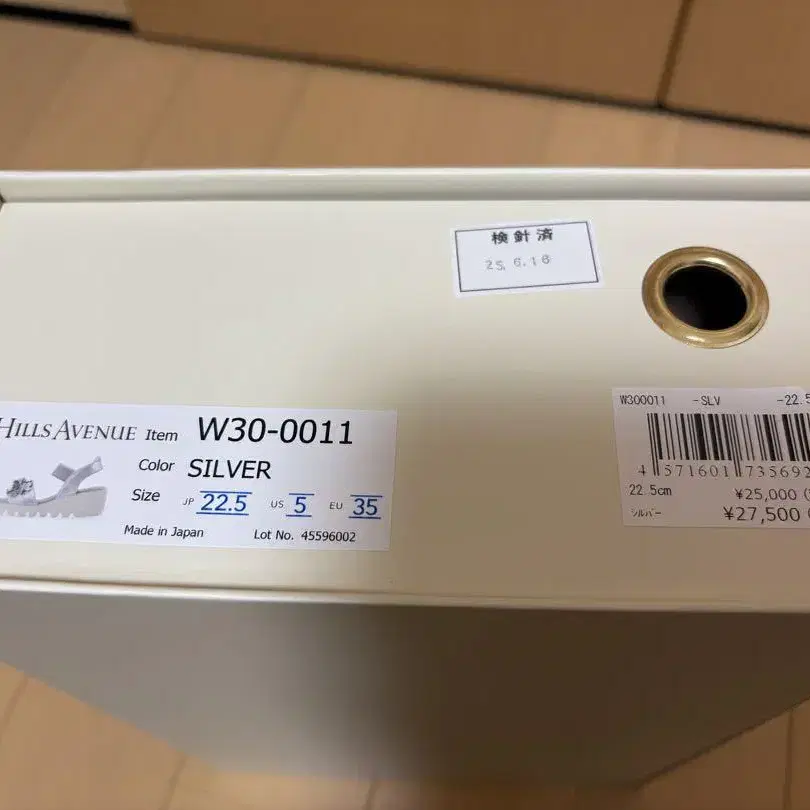 検針済
25.6.16
HILLS AVENUE Item W30-0011
Color SILVER
Size JP 22.5 US 5 EU 35
Made in Japan Lot No. 45596002
W300011 -SLV -22.5
4 571601 735692
22.5cm ¥25,000
シルバー ¥27,500